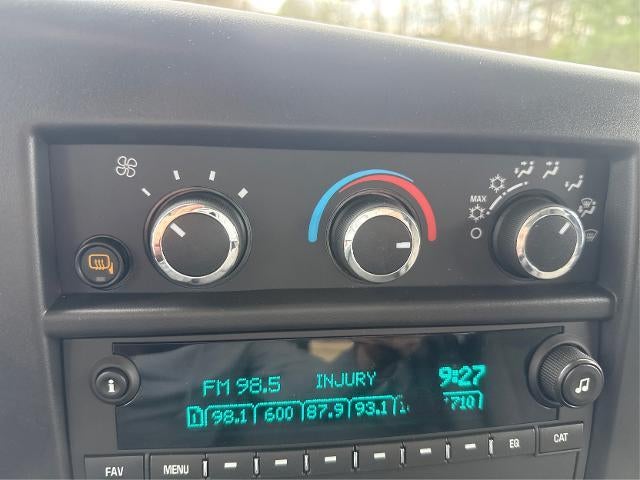 MAX
FM 98.5 INJURY 9:27
1 98.1 600 87.9 93.1 710
i
FAV MENU EQ CAT